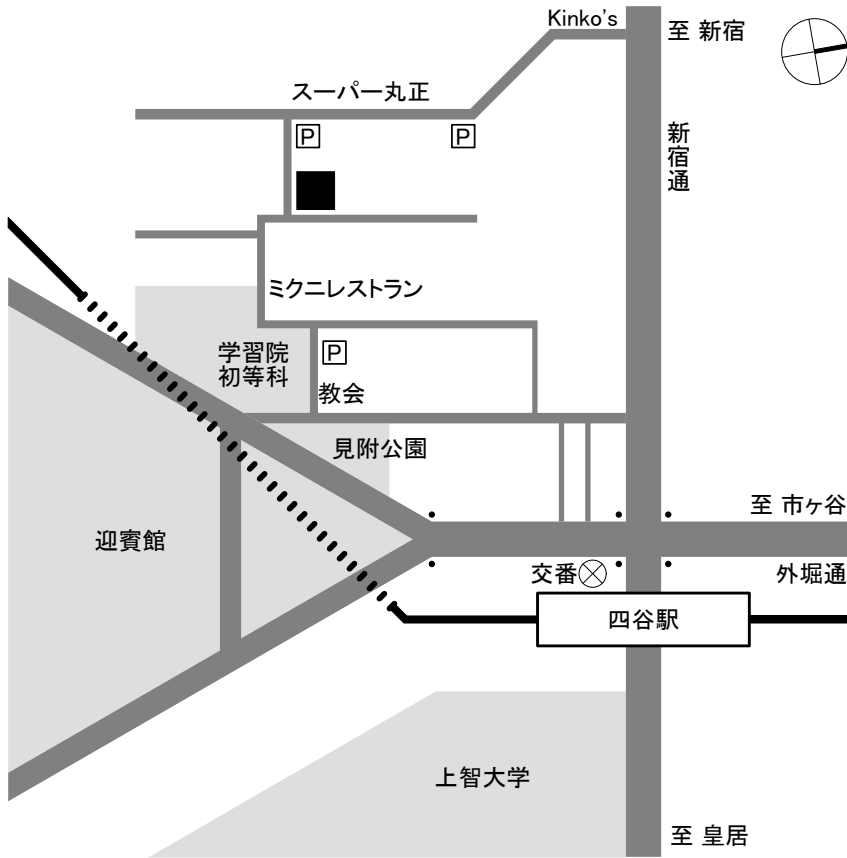 Kinko's
至 新宿
スーパー丸正
P
P
新宿通
ミクニレストラン
学習院
初等科
P
教会
見附公園
至 市ヶ谷
迎賓館
交番
外堀通
四谷駅
上智大学
至 皇居